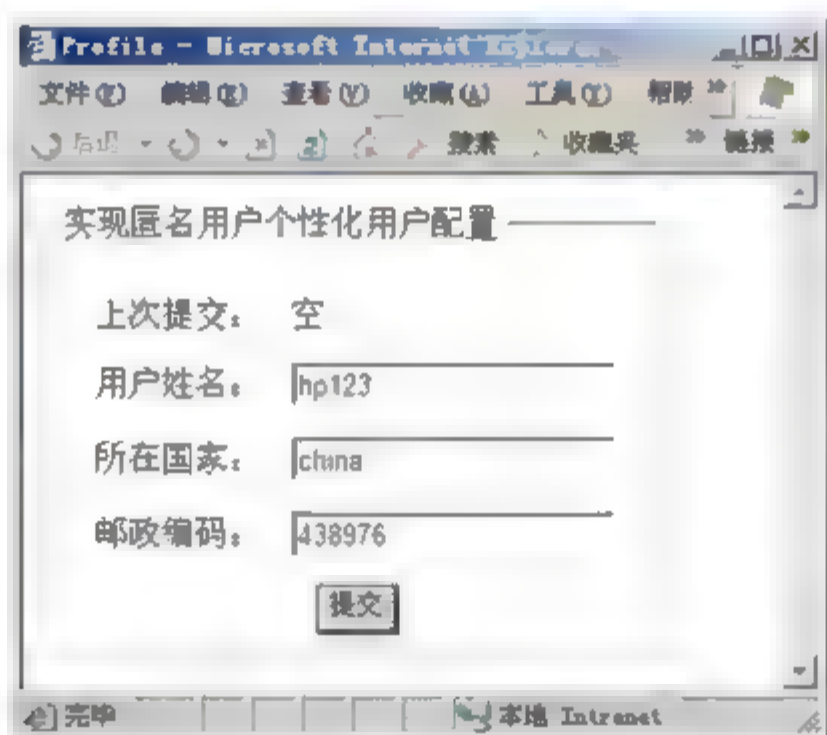 Profile - Microsoft Internet Explorer
文件(F) 编辑(E) 查看(V) 收藏(A) 工具(T) 帮助 »
后退 搜索 收藏夹 » 链接 »
实现匿名用户个性化用户配置
上次提交: 空
用户姓名: hp123
所在国家: china
邮政编码: 438976
提交
完毕 本地 Intranet